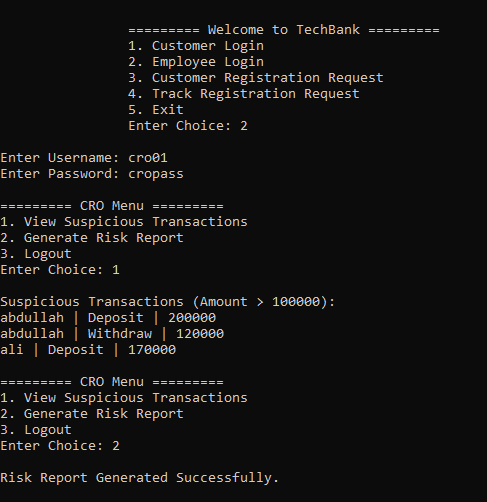 ========= Welcome to TechBank =========
1. Customer Login
2. Employee Login
3. Customer Registration Request
4. Track Registration Request
5. Exit
Enter Choice: 2
Enter Username: cro01
Enter Password: cropass
========= CRO Menu =========
1. View Suspicious Transactions
2. Generate Risk Report
3. Logout
Enter Choice: 1
Suspicious Transactions (Amount > 100000):
abdullah | Deposit | 200000
abdullah | Withdraw | 120000
ali | Deposit | 170000
========= CRO Menu =========
1. View Suspicious Transactions
2. Generate Risk Report
3. Logout
Enter Choice: 2
Risk Report Generated Successfully.